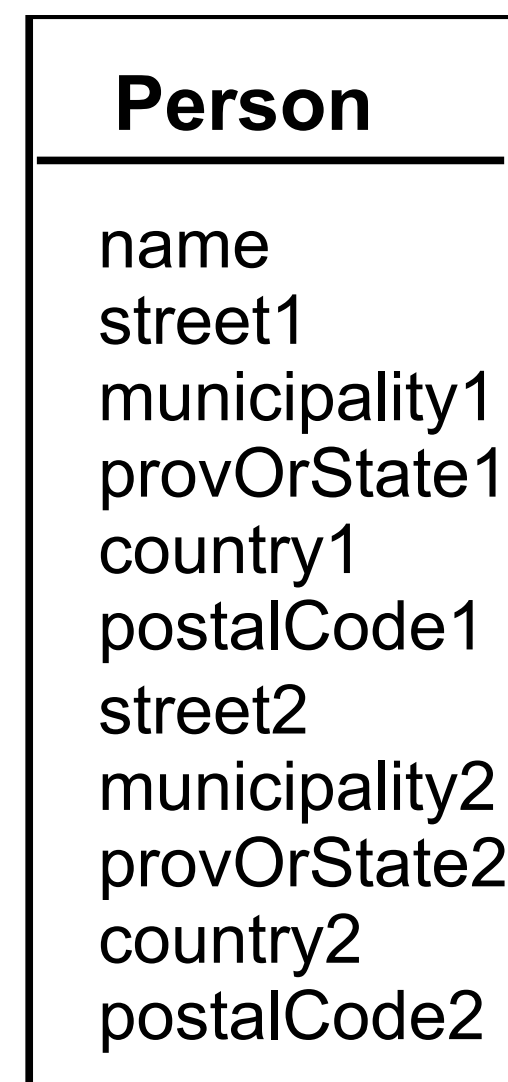 Person
name
street1
municipality1
provOrState1
country1
postalCode1
street2
municipality2
provOrState2
country2
postalCode2